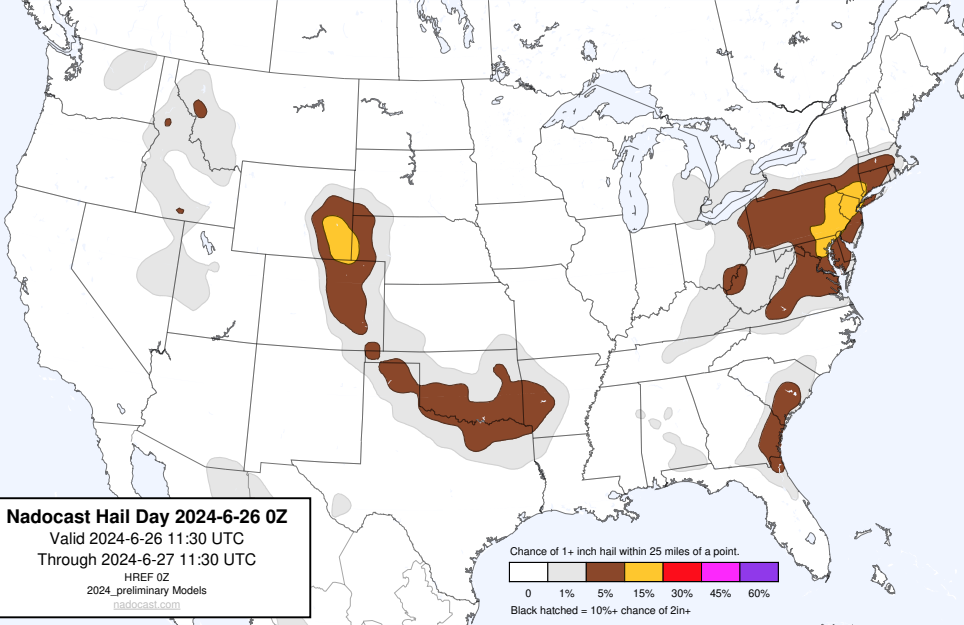 Nadocast Hail Day 2024-6-26 0Z
Valid 2024-6-26 11:30 UTC
Through 2024-6-27 11:30 UTC
HREF 0Z
2024_preliminary Models
nadocast.com
Chance of 1+ inch hail within 25 miles of a point.
0 1% 5% 15% 30% 45% 60%
Black hatched = 10%+ chance of 2in+